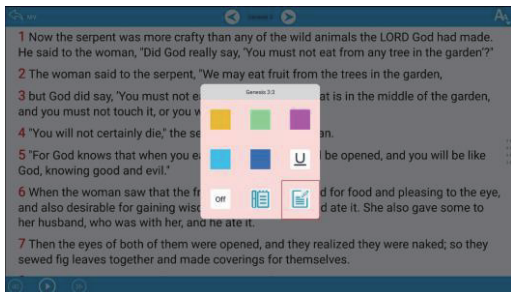 NIV Genesis 3 A
1 Now the serpent was more crafty than any of the wild animals the LORD God had made.
He said to the woman, "Did God really say, 'You must not eat from any tree in the garden'?"
2 The woman said to the serpent, "We may eat fruit from the trees in the garden,
3 but God did say, 'You must not ea at is in the middle of the garden,
Genesis 3:3
and you must not touch it, or you w
4 "You will not certainly die," the se an.
5 "For God knows that when you ea l be opened, and you will be like
U
God, knowing good and evil."
6 When the woman saw that the fr d for food and pleasing to the eye,
Off
and also desirable for gaining wisd d ate it. She also gave some to
her husband, who was with her, and he ate it.
7 Then the eyes of both of them were opened, and they realized they were naked; so they
sewed fig leaves together and made coverings for themselves.